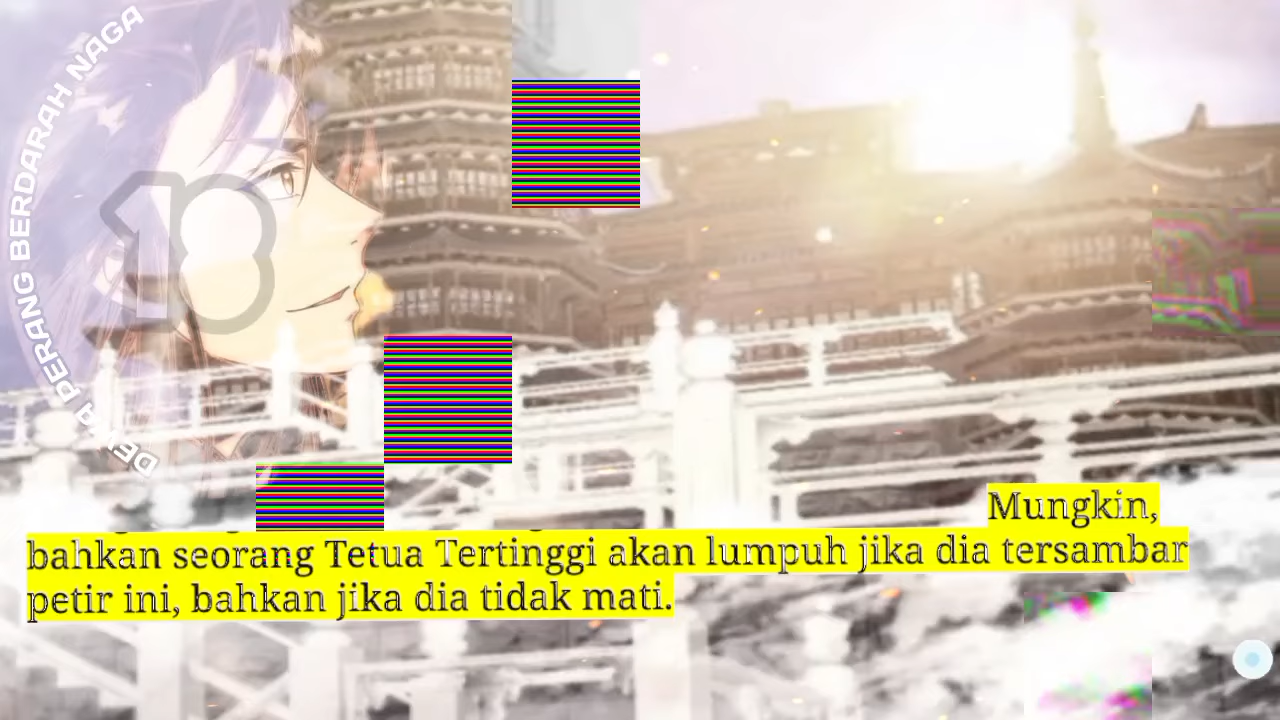 DEWA PERANG BERDARAH NAGA
18
Mungkin,
bahkan seorang Tetua Tertinggi akan lumpuh jika dia tersambar
petir ini, bahkan jika dia tidak mati.